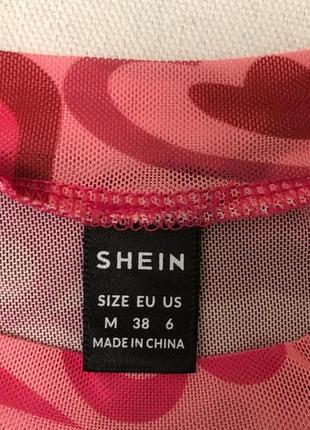 SHEIN
SIZE EU US
M 38 6
MADE IN CHINA